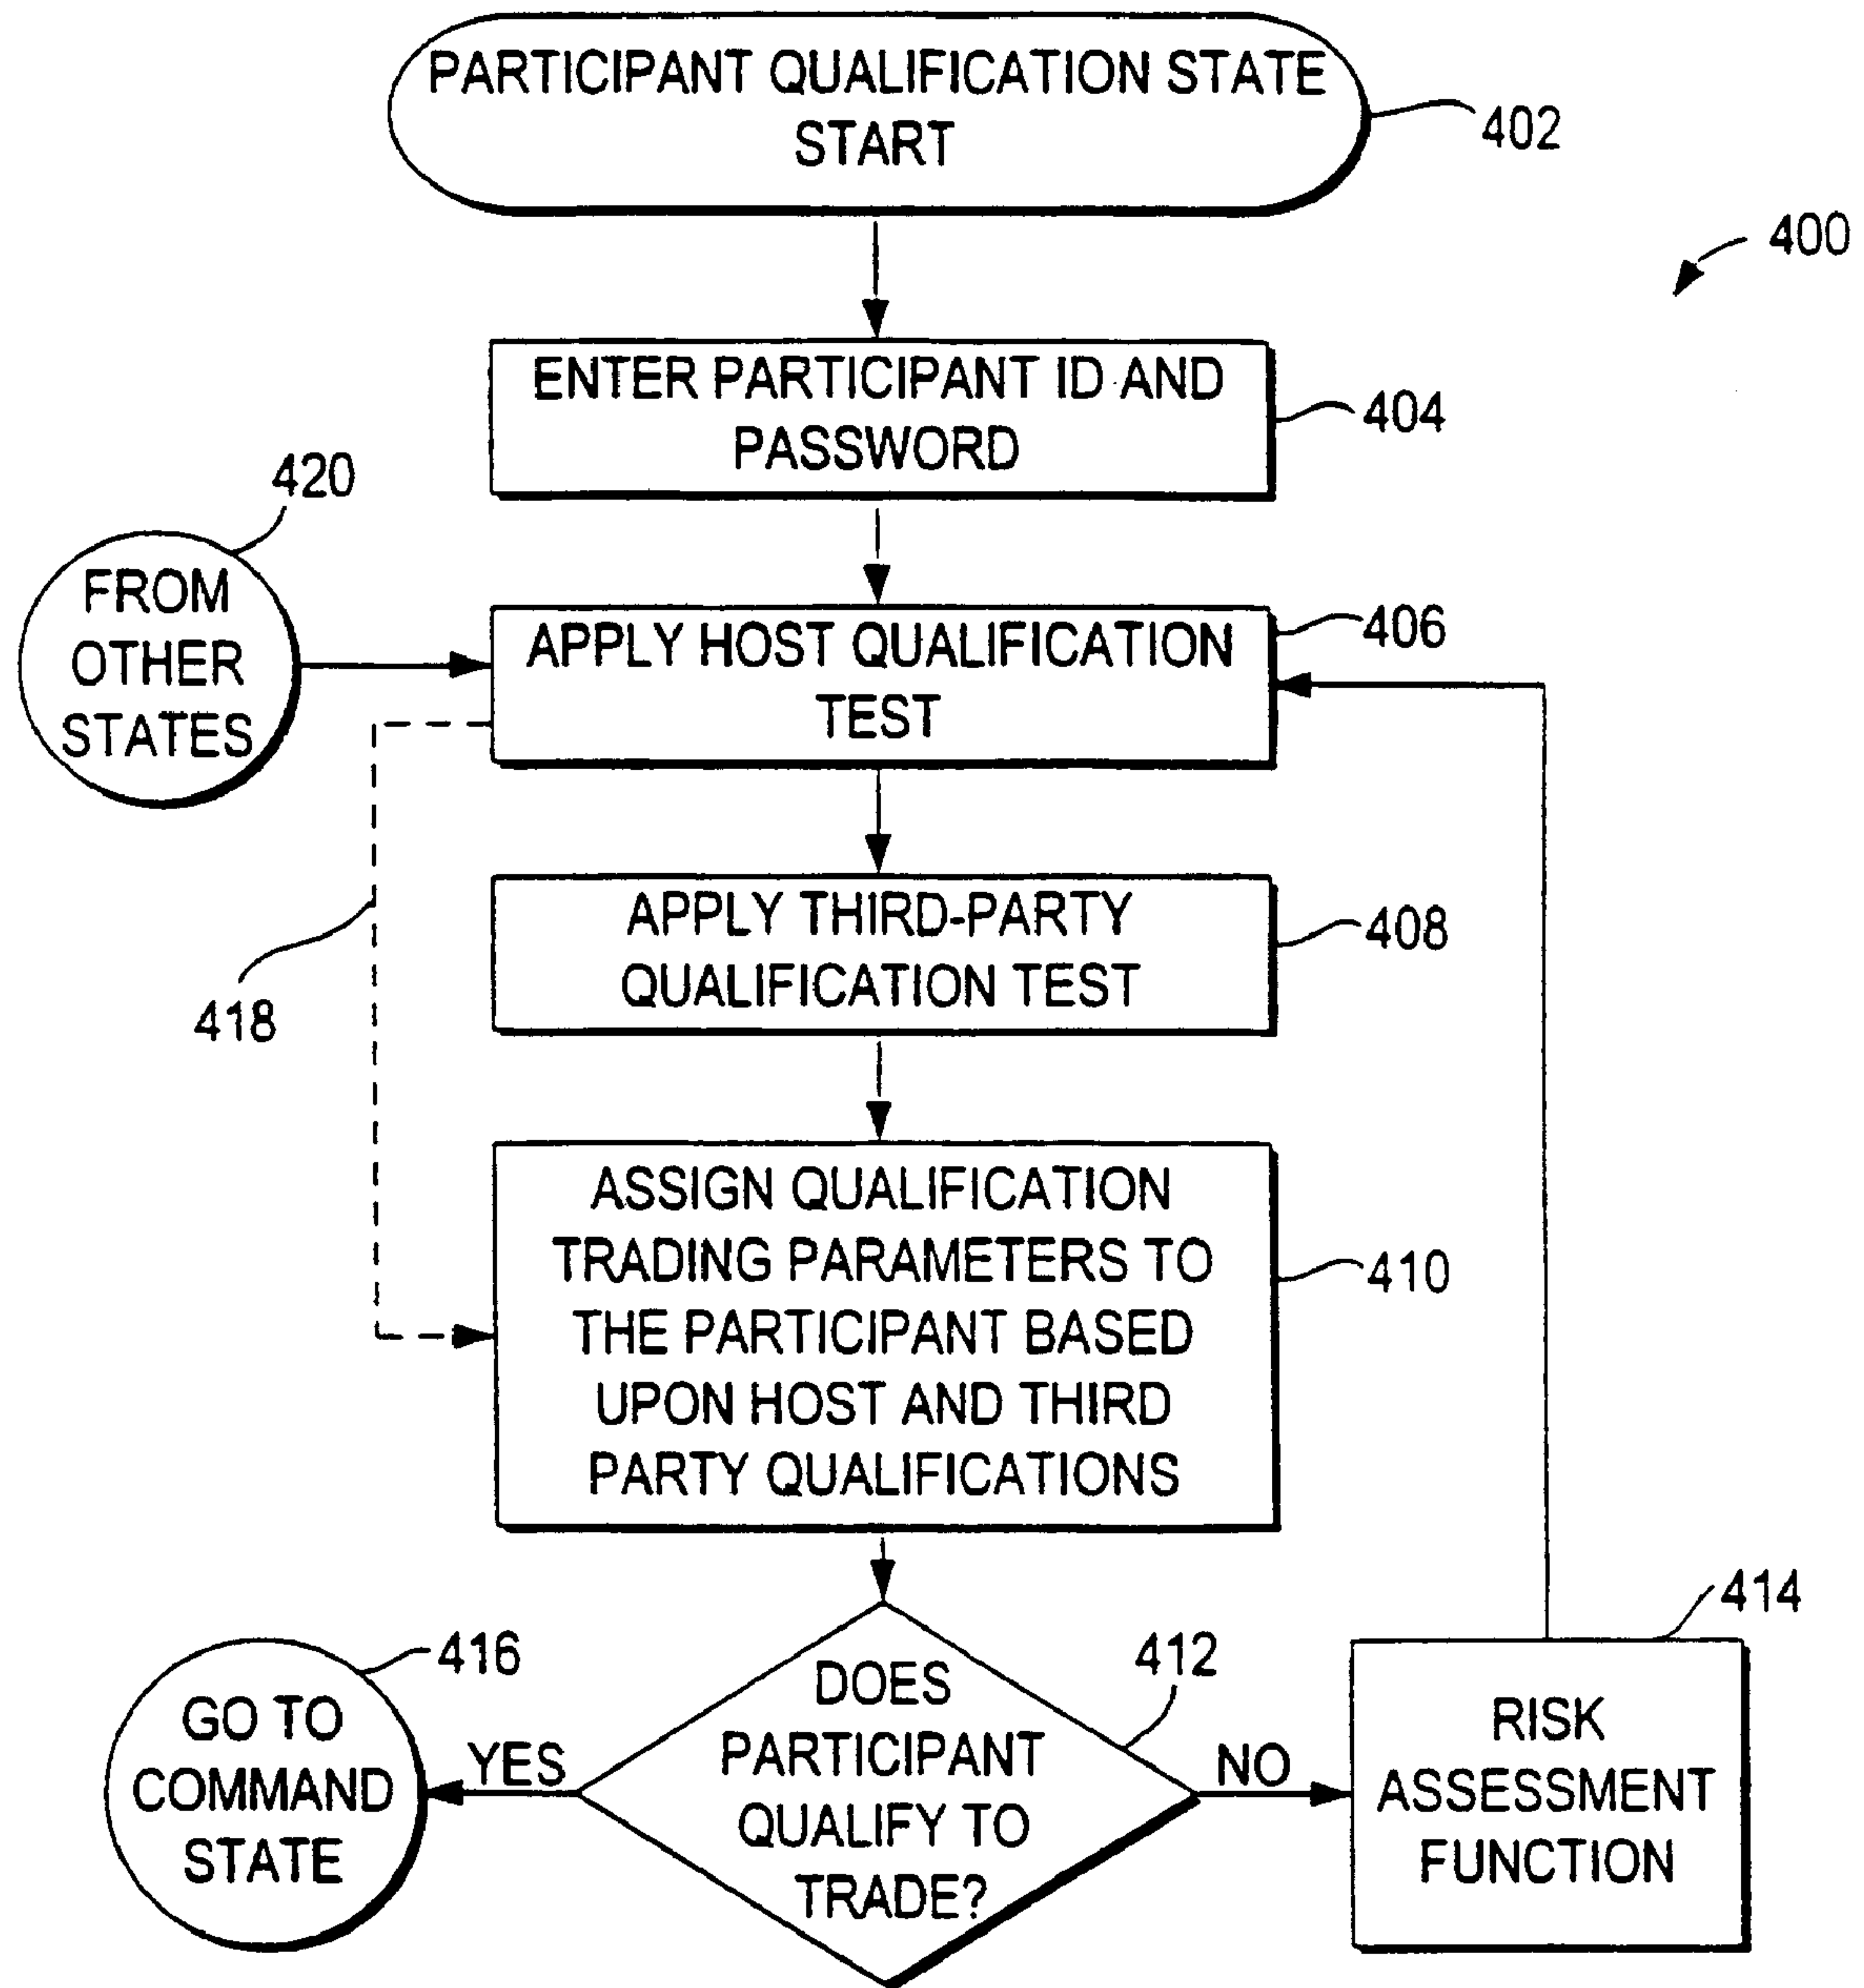 PARTICIPANT QUALIFICATION STATE
START
402
400
ENTER PARTICIPANT ID AND
PASSWORD
404
420
FROM
OTHER
STATES
APPLY HOST QUALIFICATION
TEST
406
APPLY THIRD-PARTY
QUALIFICATION TEST
408
418
ASSIGN QUALIFICATION
TRADING PARAMETERS TO
THE PARTICIPANT BASED
UPON HOST AND THIRD
PARTY QUALIFICATIONS
410
416
GO TO
COMMAND
STATE
YES
DOES
PARTICIPANT
QUALIFY TO
TRADE?
412
NO
414
RISK
ASSESSMENT
FUNCTION